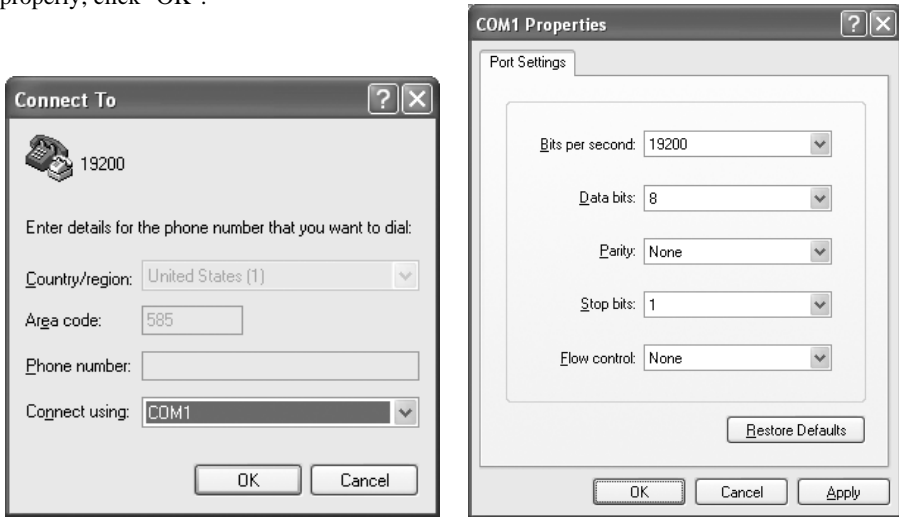 properly, click "OK".
Connect To
19200
Enter details for the phone number that you want to dial:
Country/region: United States (1)
Area code: 585
Phone number:
Connect using: COM1
OK Cancel
COM1 Properties
Port Settings
Bits per second: 19200
Data bits: 8
Parity: None
Stop bits: 1
Flow control: None
Restore Defaults
OK Cancel Apply